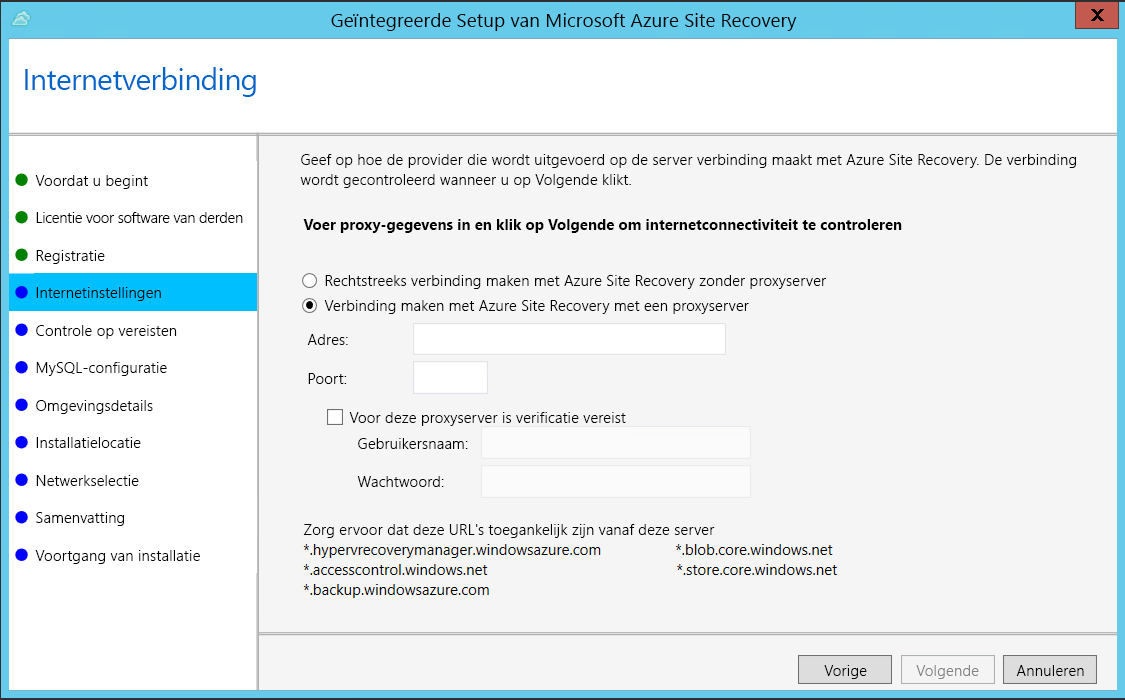 Geïntegreerde Setup van Microsoft Azure Site Recovery
X
Internetverbinding
Voordat u begint
Licentie voor software van derden
Registratie
Internetinstellingen
Controle op vereisten
MySQL-configuratie
Omgevingsdetails
Installatielocatie
Netwerkselectie
Samenvatting
Voortgang van installatie
Geef op hoe de provider die wordt uitgevoerd op de server verbinding maakt met Azure Site Recovery. De verbinding
wordt gecontroleerd wanneer u op Volgende klikt.
Voer proxy-gegevens in en klik op Volgende om internetconnectiviteit te controleren
Rechtstreeks verbinding maken met Azure Site Recovery zonder proxyserver
Verbinding maken met Azure Site Recovery met een proxyserver
Adres:
Poort:
Voor deze proxyserver is verificatie vereist
Gebruikersnaam:
Wachtwoord:
Zorg ervoor dat deze URL's toegankelijk zijn vanaf deze server
*.hypervrecoverymanager.windowsazure.com *.blob.core.windows.net
*.accesscontrol.windows.net *.store.core.windows.net
*.backup.windowsazure.com
Vorige Volgende Annuleren